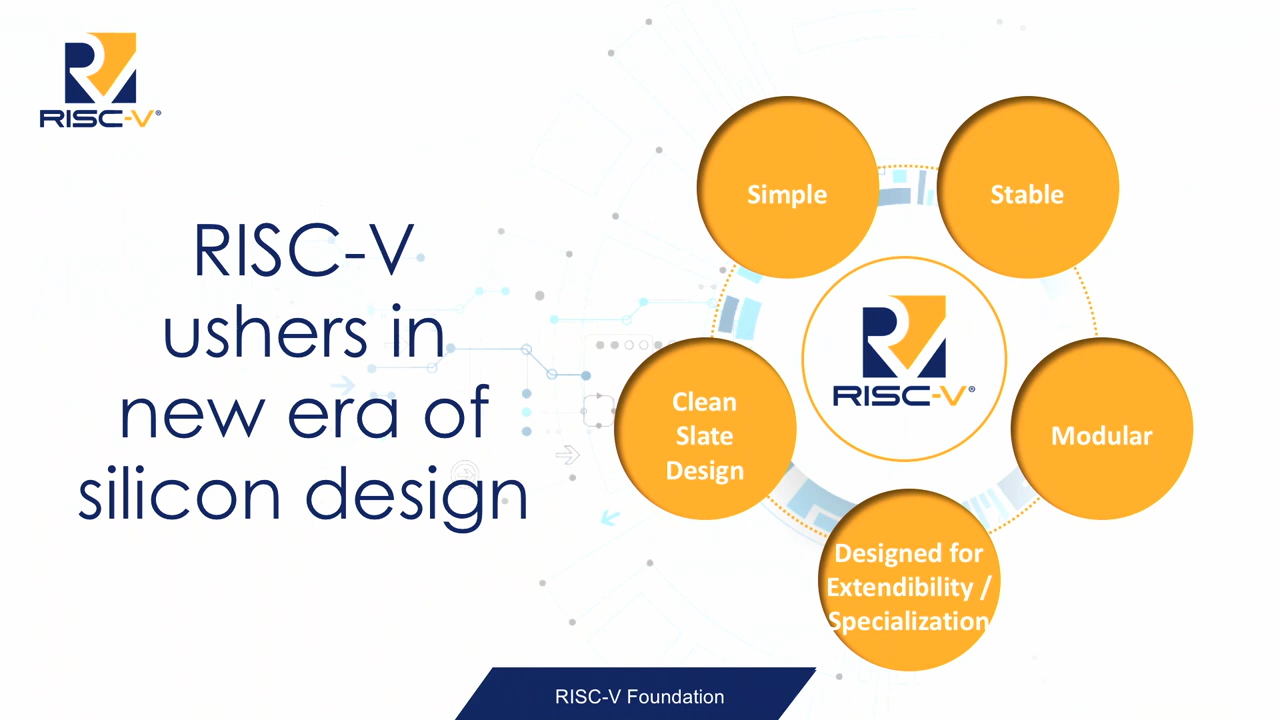 RISC-V®
RISC-V
ushers in
new era of
silicon design
Simple
Stable
Clean
Slate
Design
RISC-V®
Modular
Designed for
Extendibility /
Specialization
RISC-V Foundation